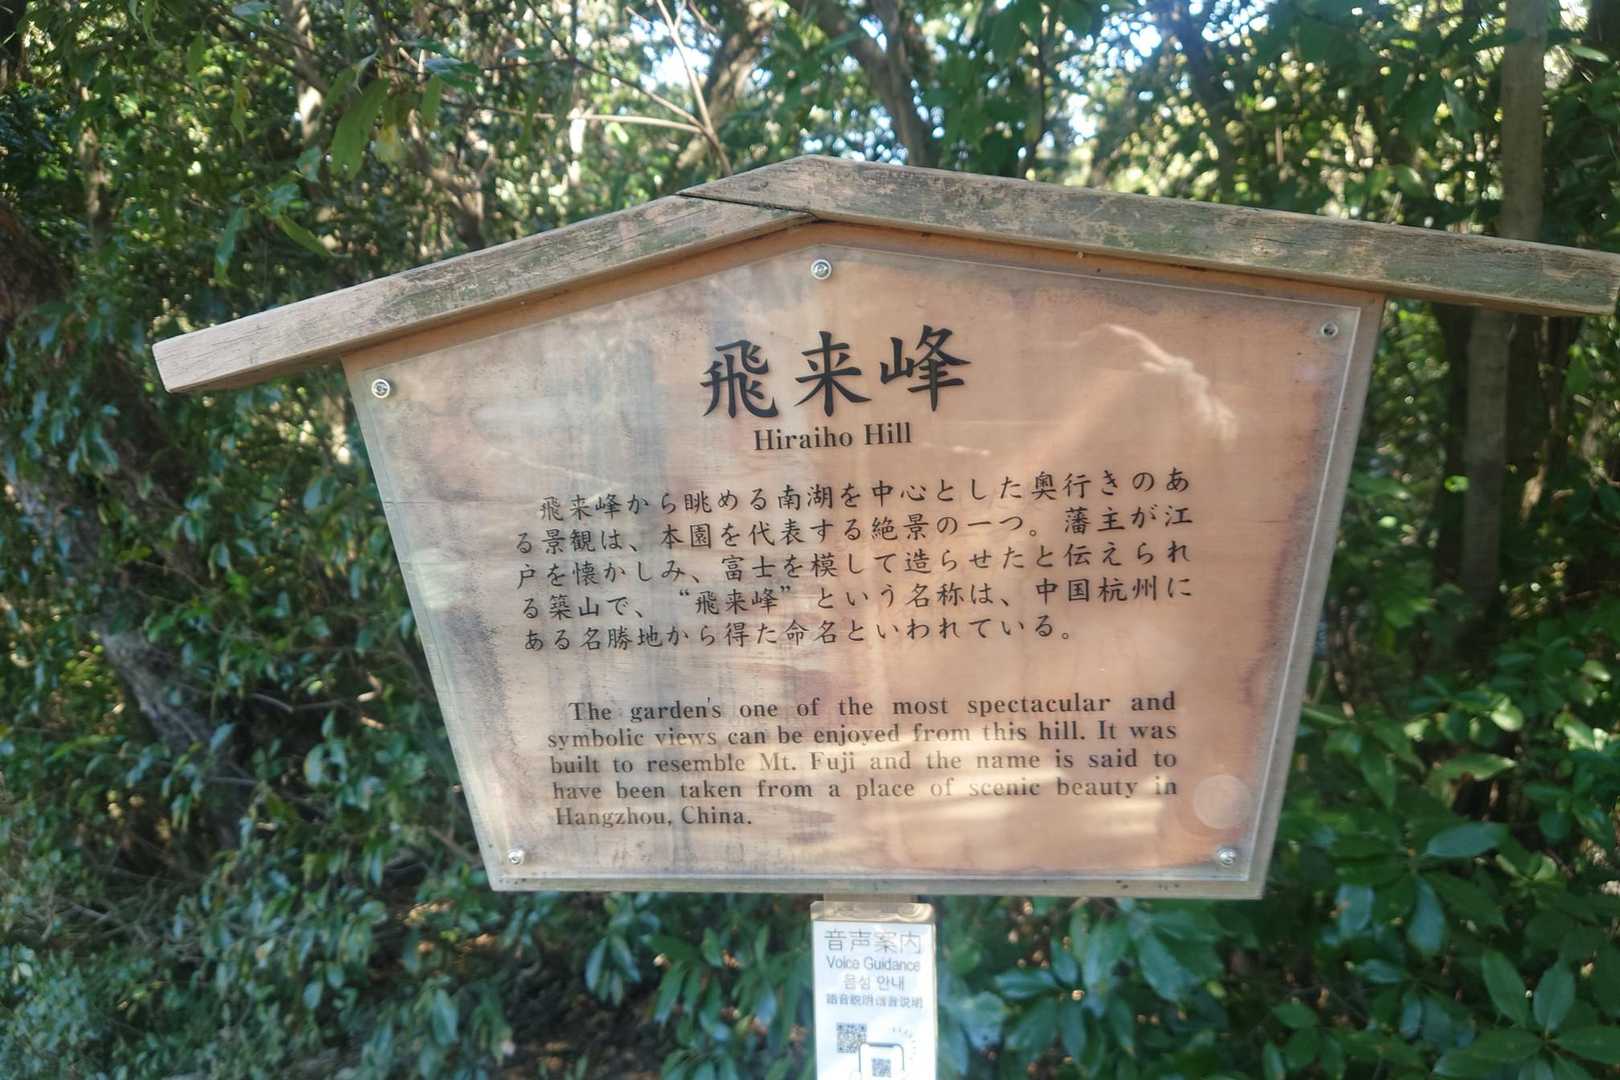 飛来峰
Hiraiho Hill
飛来峰から眺める南湖を中心とした奥行きのあ
る景観は、本園を代表する絶景の一つ。藩主が江
戸を懐かしみ、富士を模して造らせたと伝えられ
る築山で、“飛来峰”という名称は、中国杭州に
ある名勝地から得た命名といわれている。
The garden's one of the most spectacular and
symbolic views can be enjoyed from this hill. It was
built to resemble Mt. Fuji and the name is said to
have been taken from a place of scenic beauty in
Hangzhou, China.
音声案内
Voice Guidance
음성 안내
語音說明 语音说明